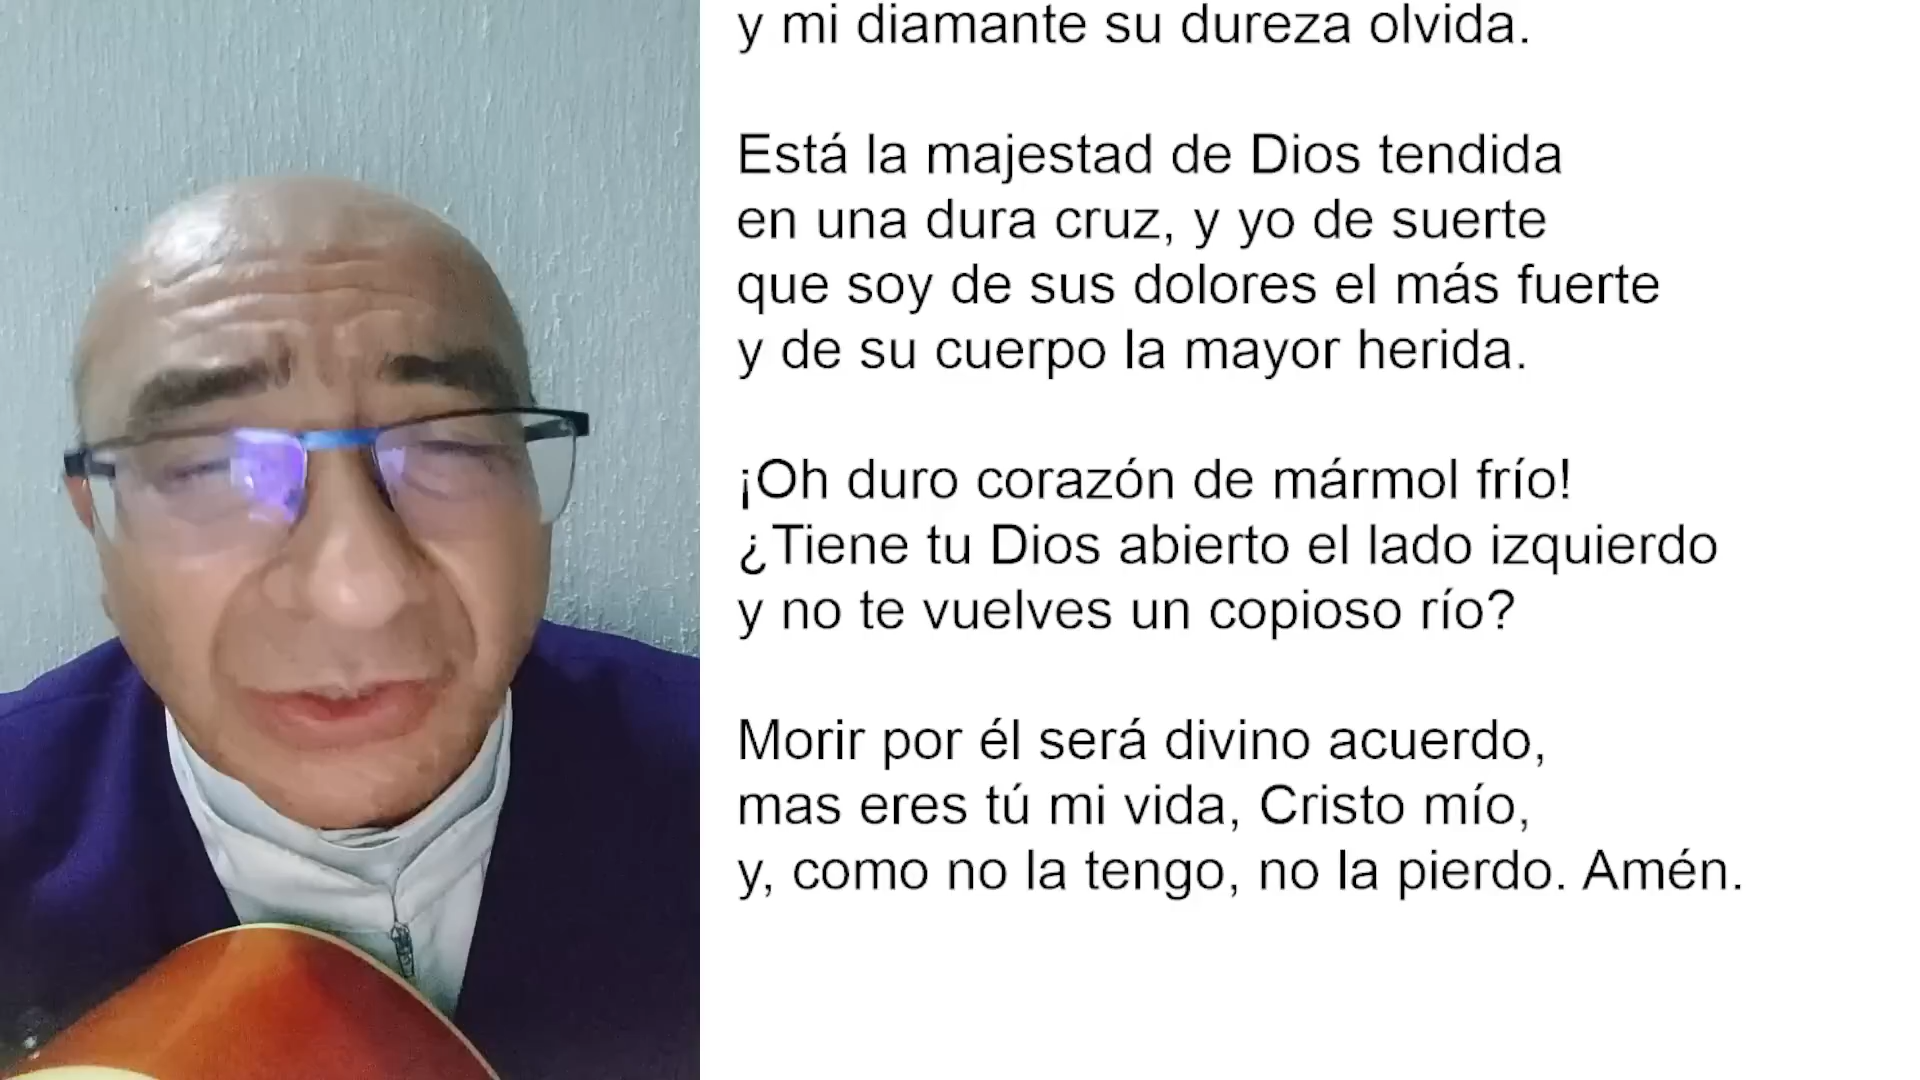 y mi diamante su dureza olvida.
Está la majestad de Dios tendida
en una dura cruz, y yo de suerte
que soy de sus dolores el más fuerte
y de su cuerpo la mayor herida.
¡Oh duro corazón de mármol frío!
¿Tiene tu Dios abierto el lado izquierdo
y no te vuelves un copioso río?
Morir por él será divino acuerdo,
mas eres tú mi vida, Cristo mío,
y, como no la tengo, no la pierdo. Amén.